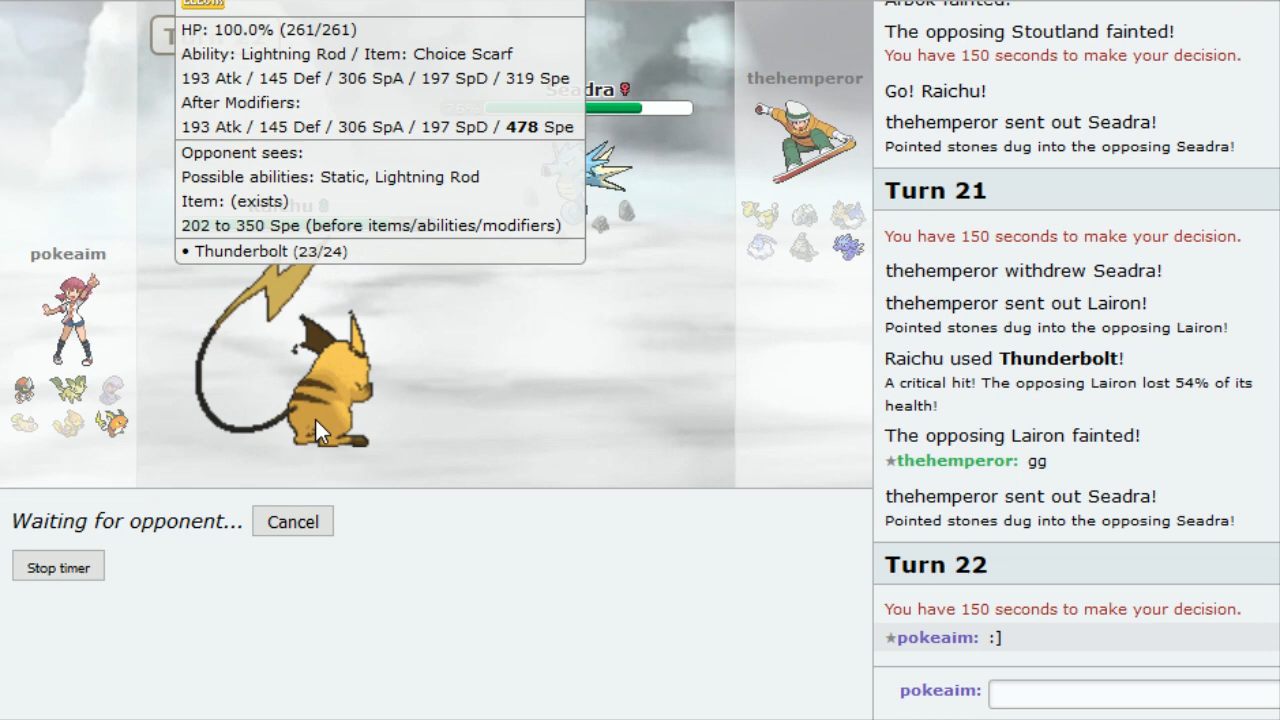 HP: 100.0% (261/261)
Ability: Lightning Rod / Item: Choice Scarf
193 Atk / 145 Def / 306 SpA / 197 SpD / 319 Spe
After Modifiers:
193 Atk / 145 Def / 306 SpA / 197 SpD / 478 Spe
Opponent sees:
Possible abilities: Static, Lightning Rod
Item: (exists)
202 to 350 Spe (before items/abilities/modifiers)
• Thunderbolt (23/24)
pokeaim
thehemperor
Waiting for opponent...
Cancel
Stop timer
Arbok fainted!
The opposing Stoutland fainted!
You have 150 seconds to make your decision.
Go! Raichu!
thehemperor sent out Seadra!
Pointed stones dug into the opposing Seadra!
Turn 21
You have 150 seconds to make your decision.
thehemperor withdrew Seadra!
thehemperor sent out Lairon!
Pointed stones dug into the opposing Lairon!
Raichu used Thunderbolt!
A critical hit! The opposing Lairon lost 54% of its
health!
The opposing Lairon fainted!
★thehemperor: gg
thehemperor sent out Seadra!
Pointed stones dug into the opposing Seadra!
Turn 22
You have 150 seconds to make your decision.
★pokeaim: :]
pokeaim: